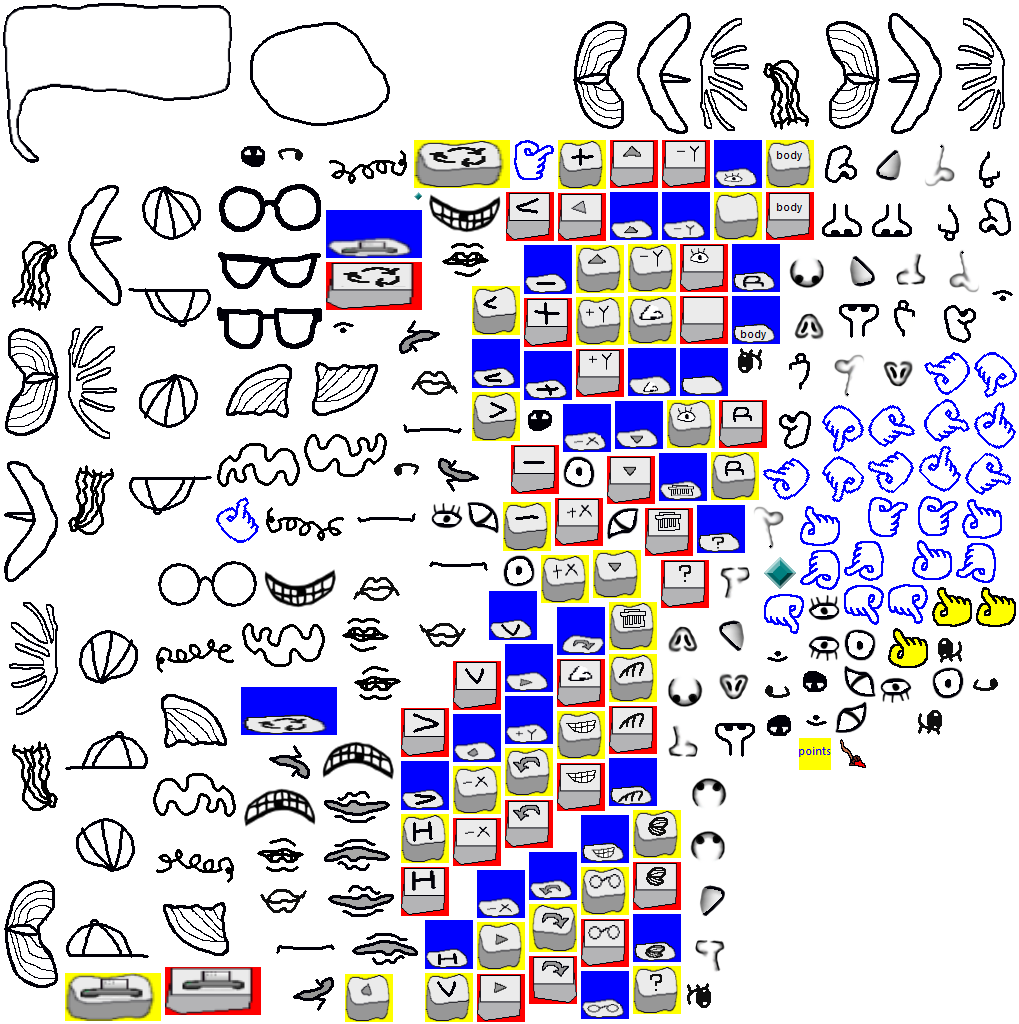 -Y
body
-Y
body
<
-Y
R
<
+
+Y
body
<
+Y
+
>
-X
R
-
R
-
+X
?
+X
?
V
V
>
+Y
>
-X
H
-X
H
-X
H
V
?
points